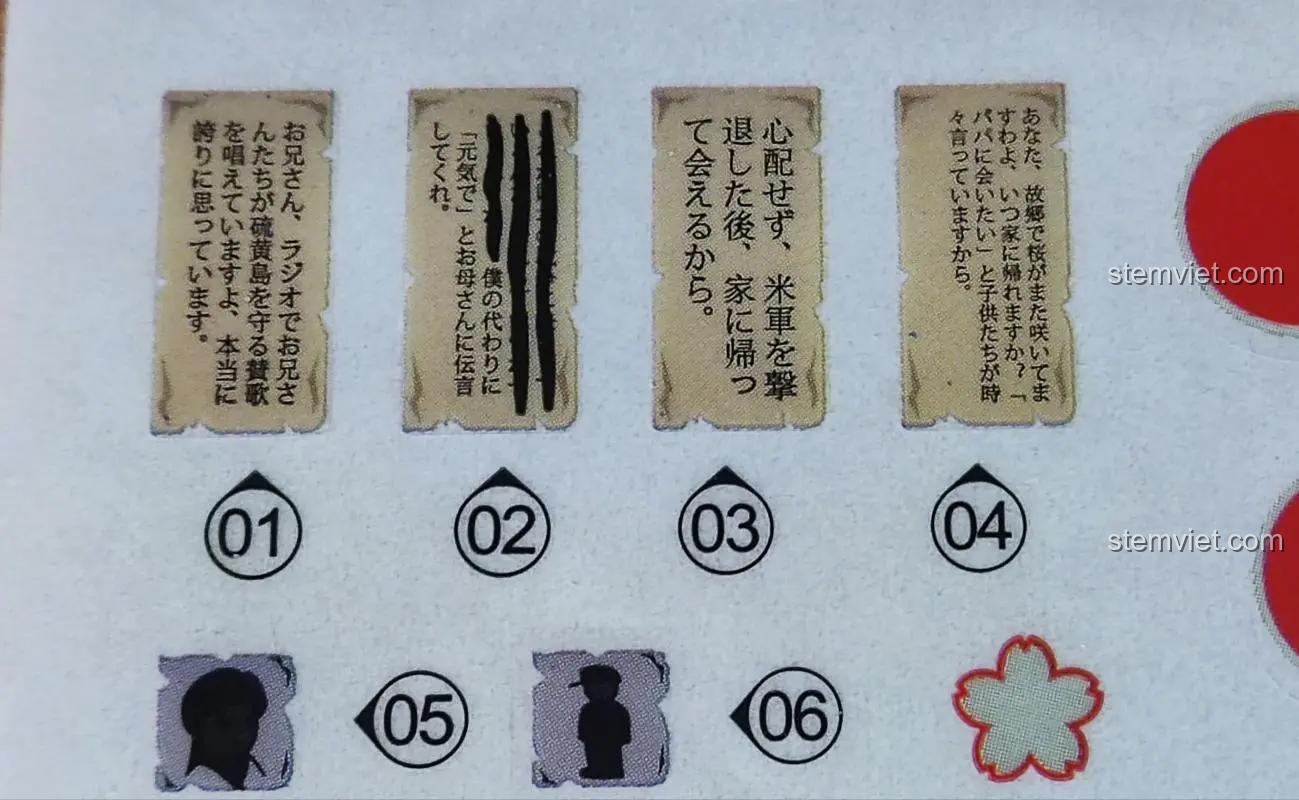 お兄さん、ラジオでお兄さ
んたちが硫黄島を守る賛歌
を唱えていますよ、本当に
誇りに思っています。
僕の代わりに
「元気で」とお母さんに伝言
してくれ。
心配せず、米軍を撃
退した後、家に帰っ
て会えるから。
あなた、故郷で桜がまた咲いてま
すわよ、いつ家に帰れますか?「
パパに会いたい」と子供たちが時
々言っていますから。
01
02
03
04
05
06
stemviet.com
stemviet.com